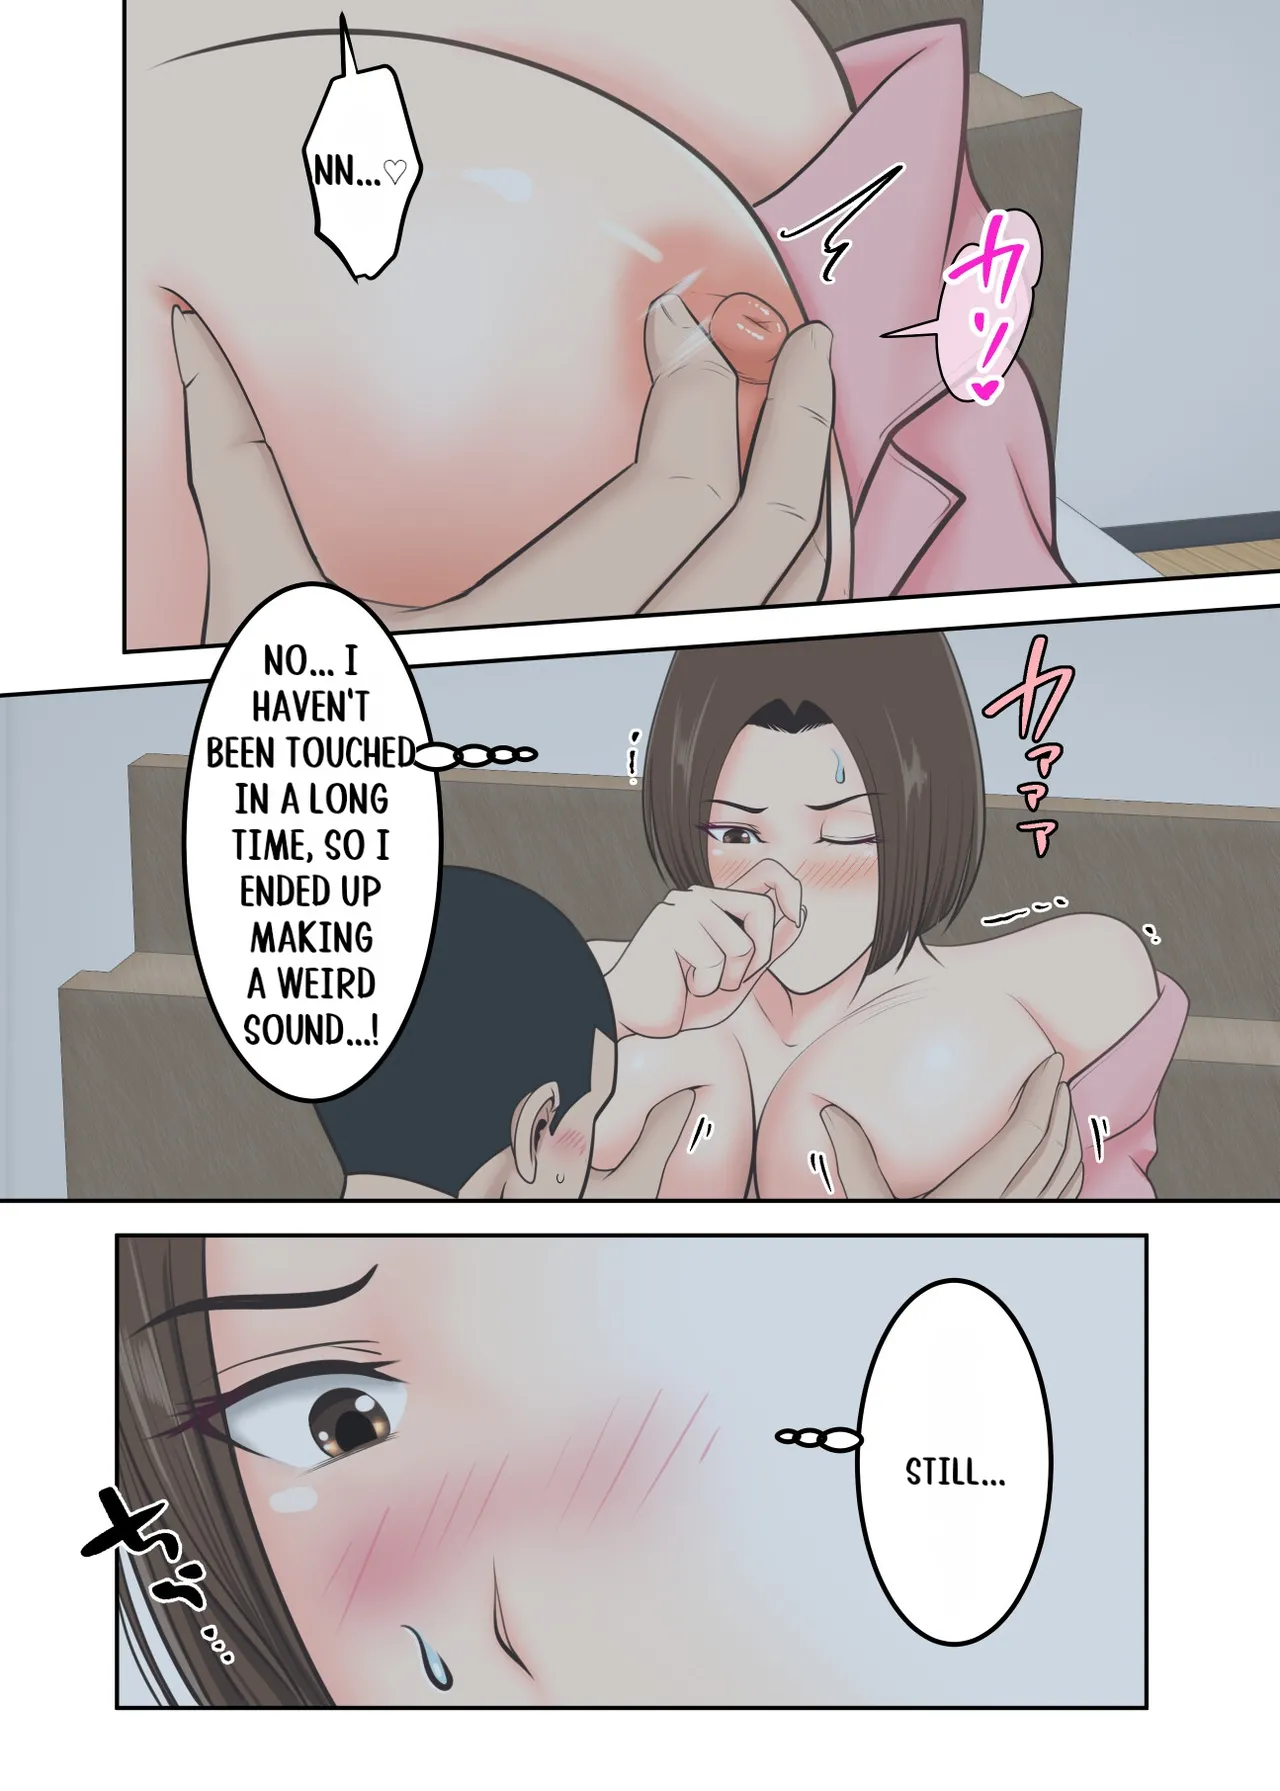 NN...♡
カリ♥
NO... I
HAVEN'T
BEEN TOUCHED
IN A LONG
TIME, SO I
ENDED UP
MAKING
A WEIRD
SOUND...!
カァァァ
STILL...